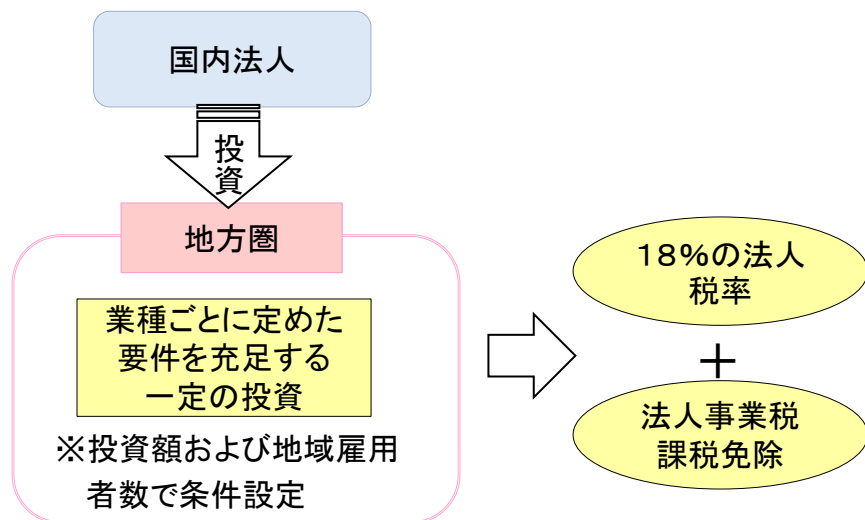 国内法人
投資
地方圏
業種ごとに定めた
要件を充足する
一定の投資
※投資額および地域雇用
者数で条件設定
18%の法人
税率
+
法人事業税
課税免除